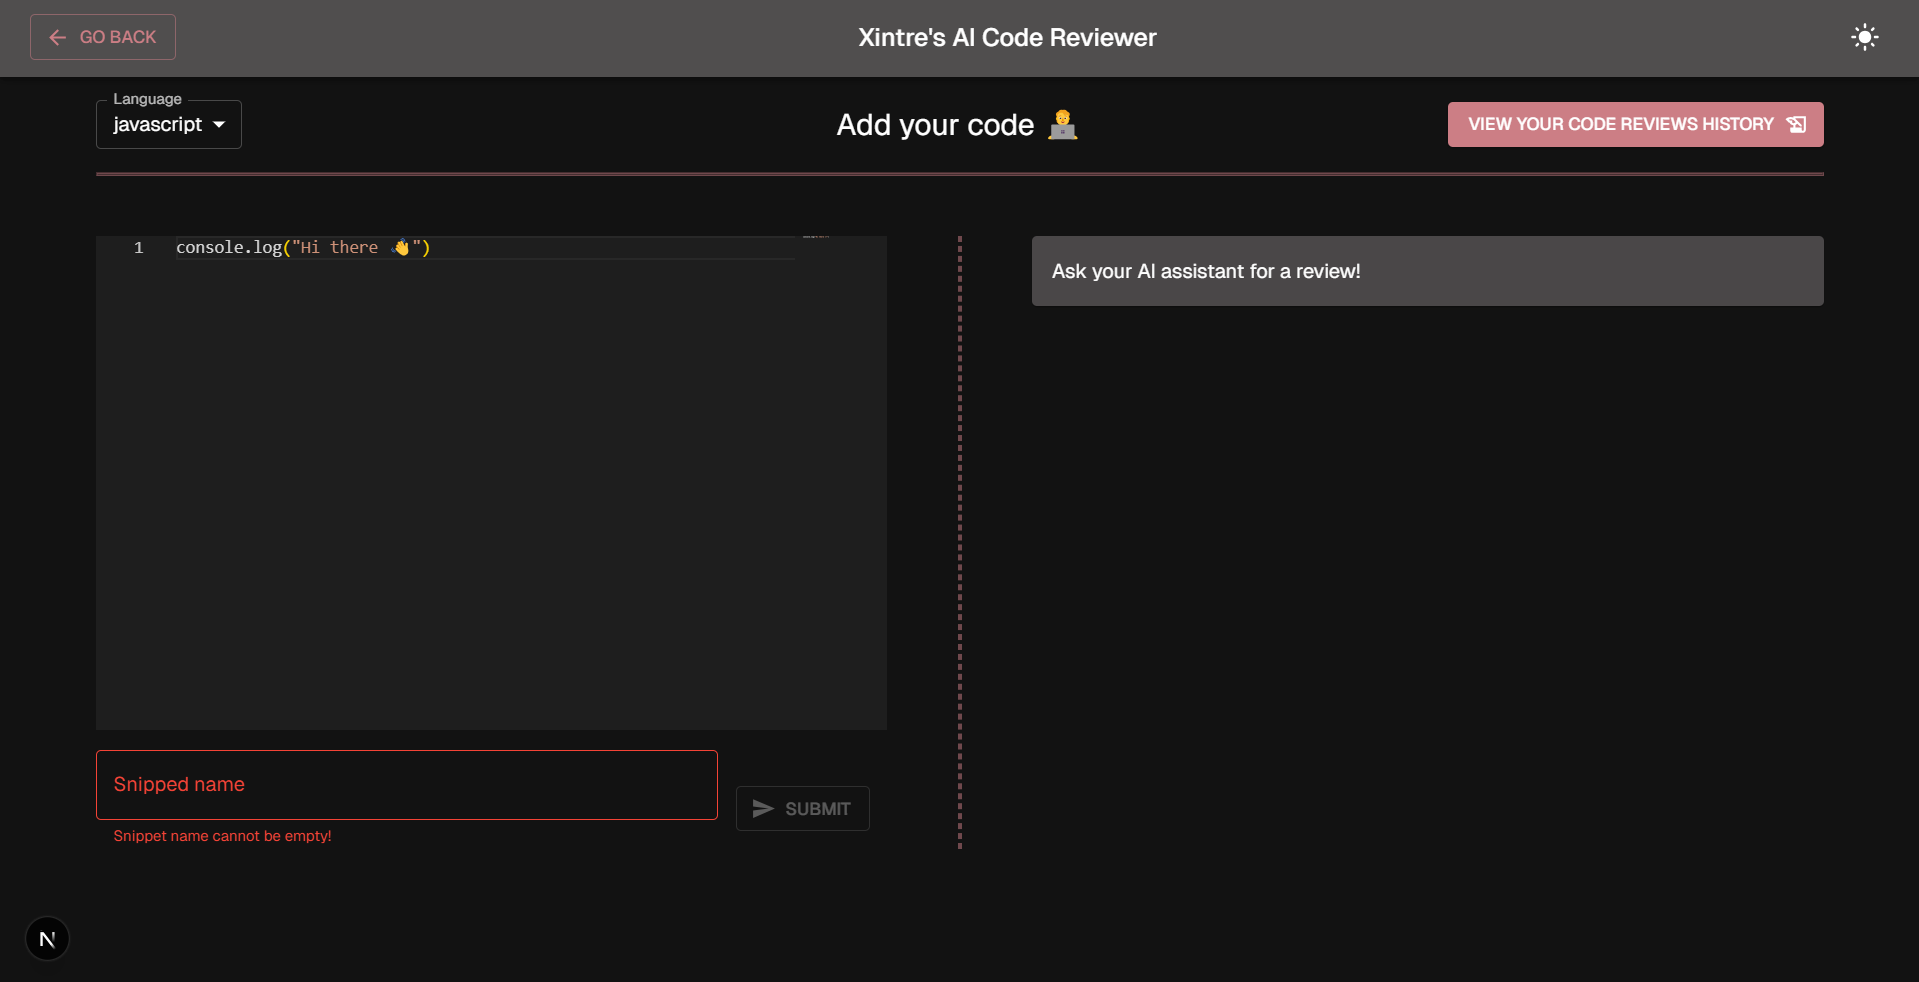 GO BACK
Xintre's AI Code Reviewer
Language
javascript
Add your code 🧑‍💻
VIEW YOUR CODE REVIEWS HISTORY
1 console.log("Hi there 👋")
Ask your AI assistant for a review!
Snipped name
SUBMIT
Snippet name cannot be empty!
N